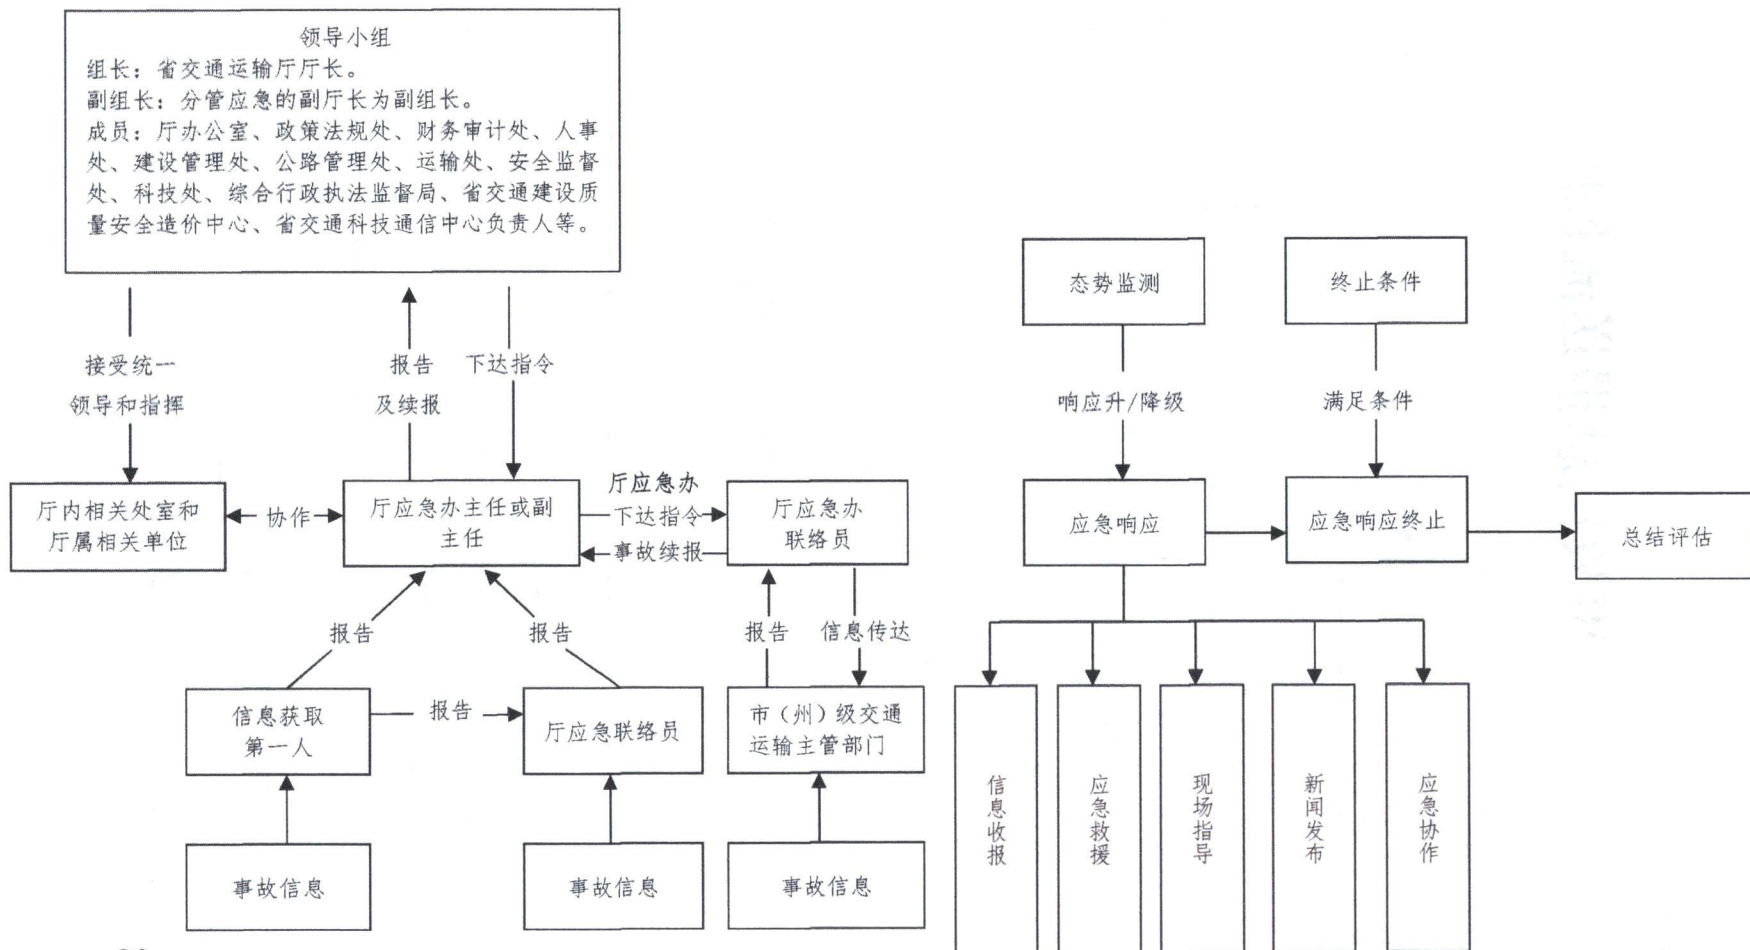 领导小组
组长：省交通运输厅厅长。
副组长：分管应急的副厅长为副组长。
成员：厅办公室、政策法规处、财务审计处、人事
处、建设管理处、公路管理处、运输处、安全监督
处、科技处、综合行政执法监督局、省交通建设质
量安全造价中心、省交通科技通信中心负责人等。
接受统一
领导和指挥
报告
及续报
下达指令
厅内相关处室和
厅属相关单位
协作
厅应急办主任或副
主任
厅应急办
下达指令
事故续报
厅应急办
联络员
报告
报告
报告
信息传达
信息获取
第一人
报告
厅应急联络员
市（州）级交通
运输主管部门
事故信息
事故信息
事故信息
态势监测
终止条件
响应升/降级
满足条件
应急响应
应急响应终止
总结评估
信息收报
应急救援
现场指导
新闻发布
应急协作